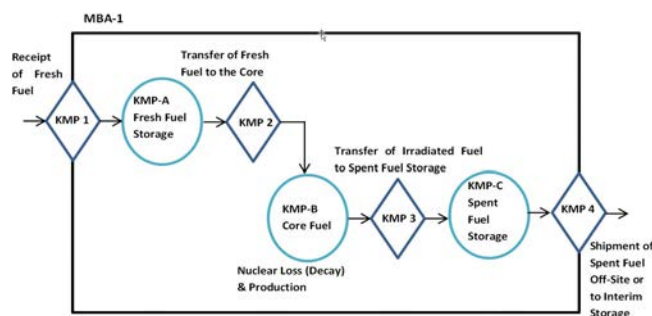 MBA-1
Receipt
of Fresh
Fuel
KMP 1
KMP-A
Fresh Fuel
Storage
Transfer of Fresh
Fuel to the Core
KMP 2
KMP-B
Core Fuel
Nuclear Loss (Decay)
& Production
Transfer of Irradiated Fuel
to Spent Fuel Storage
KMP 3
KMP-C
Spent
Fuel
Storage
KMP 4
Shipment of
Spent Fuel
Off-Site or
to Interim
Storage